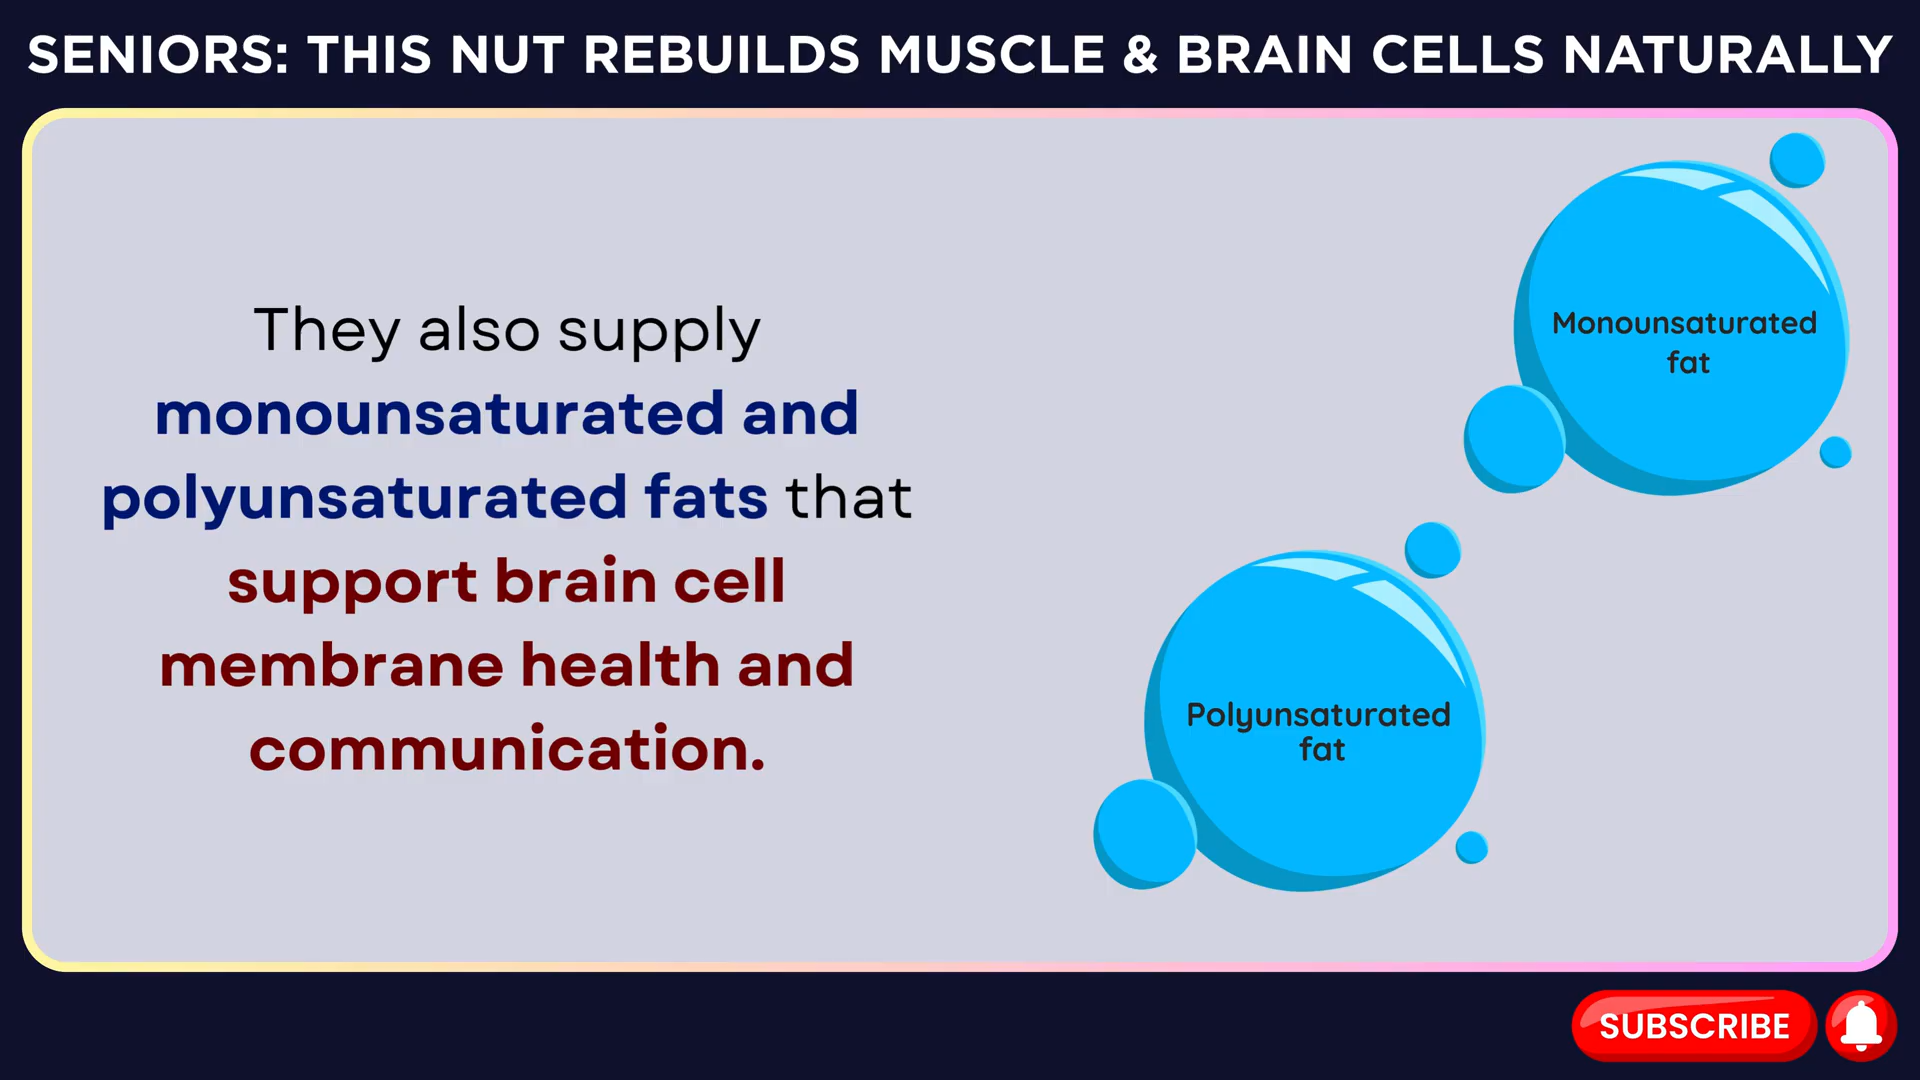 SENIORS: THIS NUT REBUILDS MUSCLE & BRAIN CELLS NATURALLY
They also supply
monounsaturated and
polyunsaturated fats that
support brain cell
membrane health and
communication.
Monounsaturated
fat
Polyunsaturated
fat
SUBSCRIBE